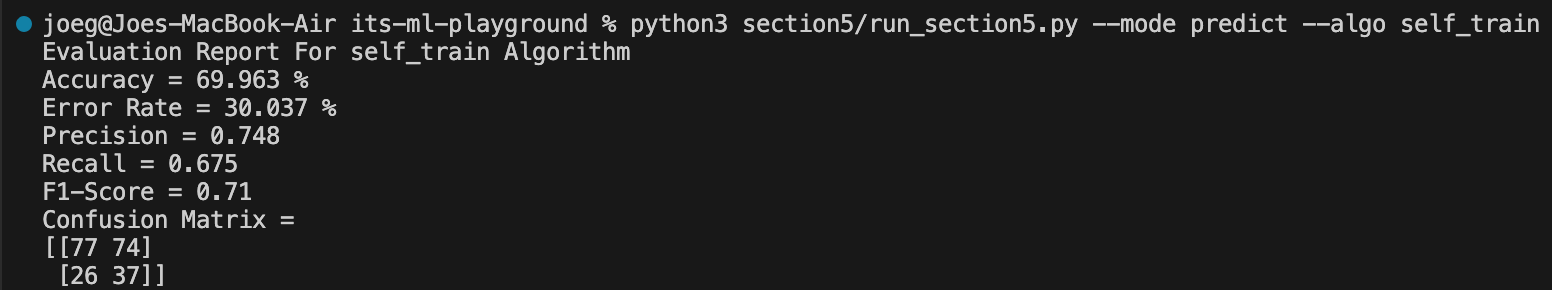 joeg@Joes-MacBook-Air its-ml-playground % python3 section5/run_section5.py --mode predict --algo self_train
Evaluation Report For self_train Algorithm
Accuracy = 69.963 %
Error Rate = 30.037 %
Precision = 0.748
Recall = 0.675
F1-Score = 0.71
Confusion Matrix =
[[77 74]
 [26 37]]